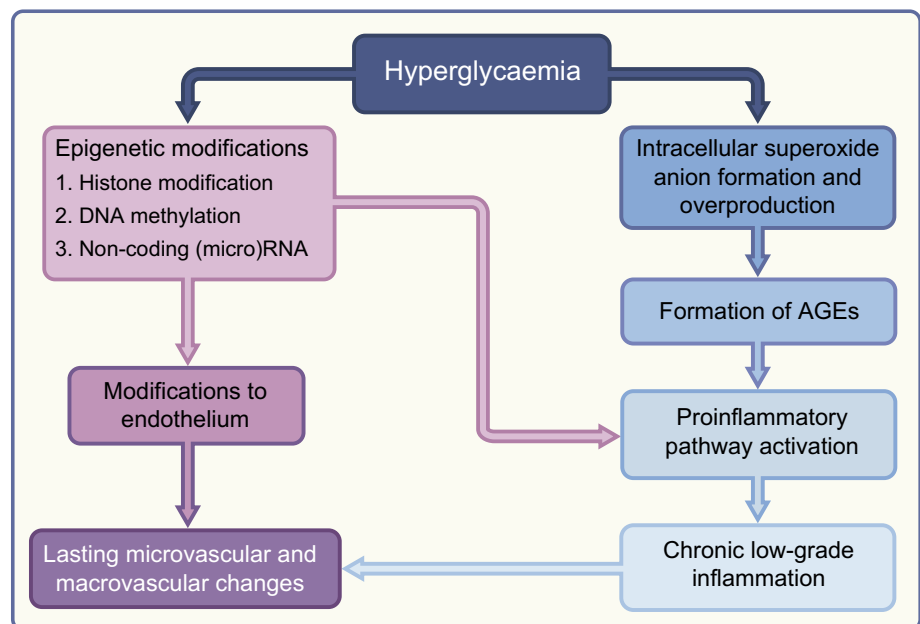 Hyperglycaemia
Epigenetic modifications
1. Histone modification
2. DNA methylation
3. Non-coding (micro)RNA
Intracellular superoxide
anion formation and
overproduction
Formation of AGEs
Modifications to
endothelium
Proinflammatory
pathway activation
Lasting microvascular and
macrovascular changes
Chronic low-grade
inflammation